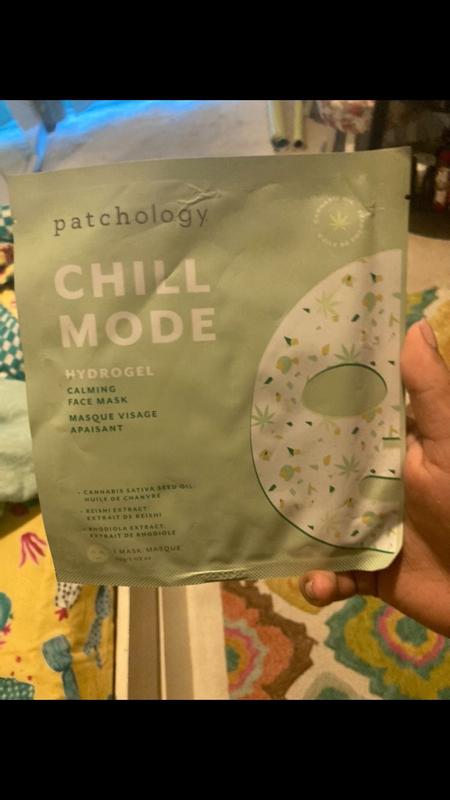 patchology
CHILL
MODE
HYDROGEL
CALMING
FACE MASK
MASQUE VISAGE
APAISANT
• CANNABIS SATIVA SEED OIL:
HUILE DE CHANVRE
• REISHI EXTRACT:
EXTRAIT DE REISHI
• RHODIOLA EXTRACT:
EXTRAIT DE RHODIOLE
1 MASK: MASQUE